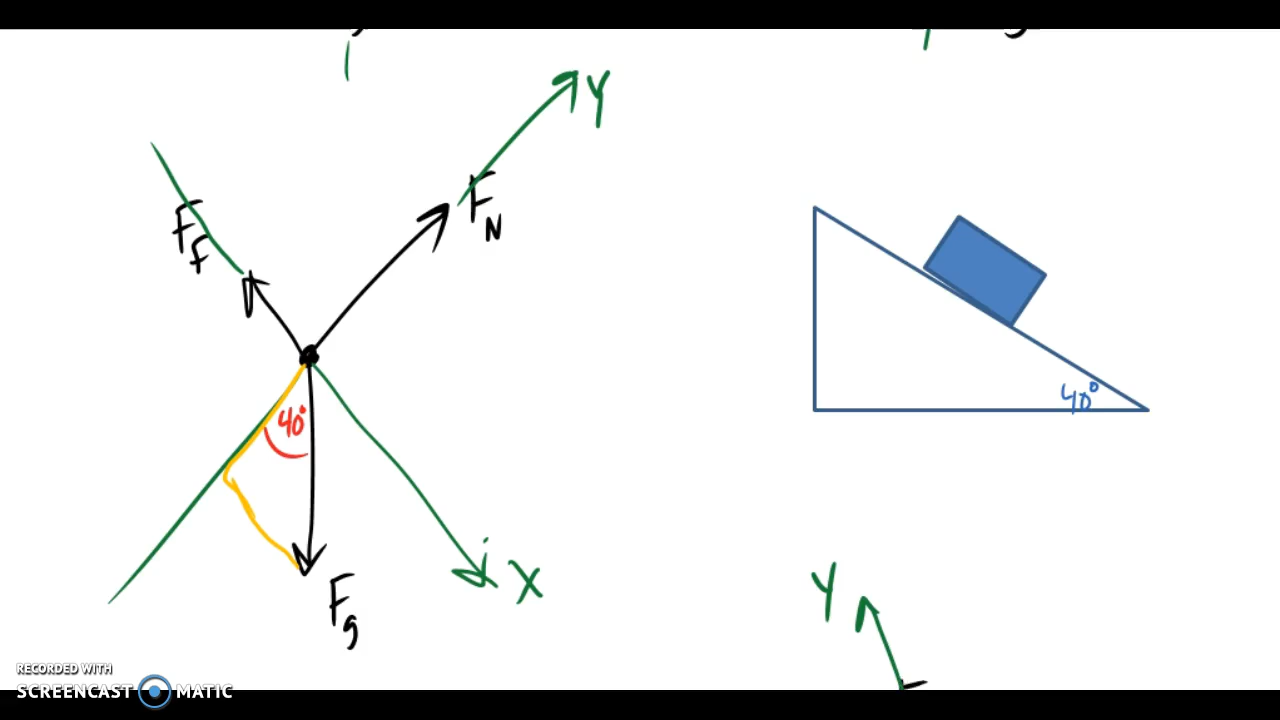 Y
F_F
F_N
40°
40°
X
F_g
Y
RECORDED WITH
SCREENCAST MATIC